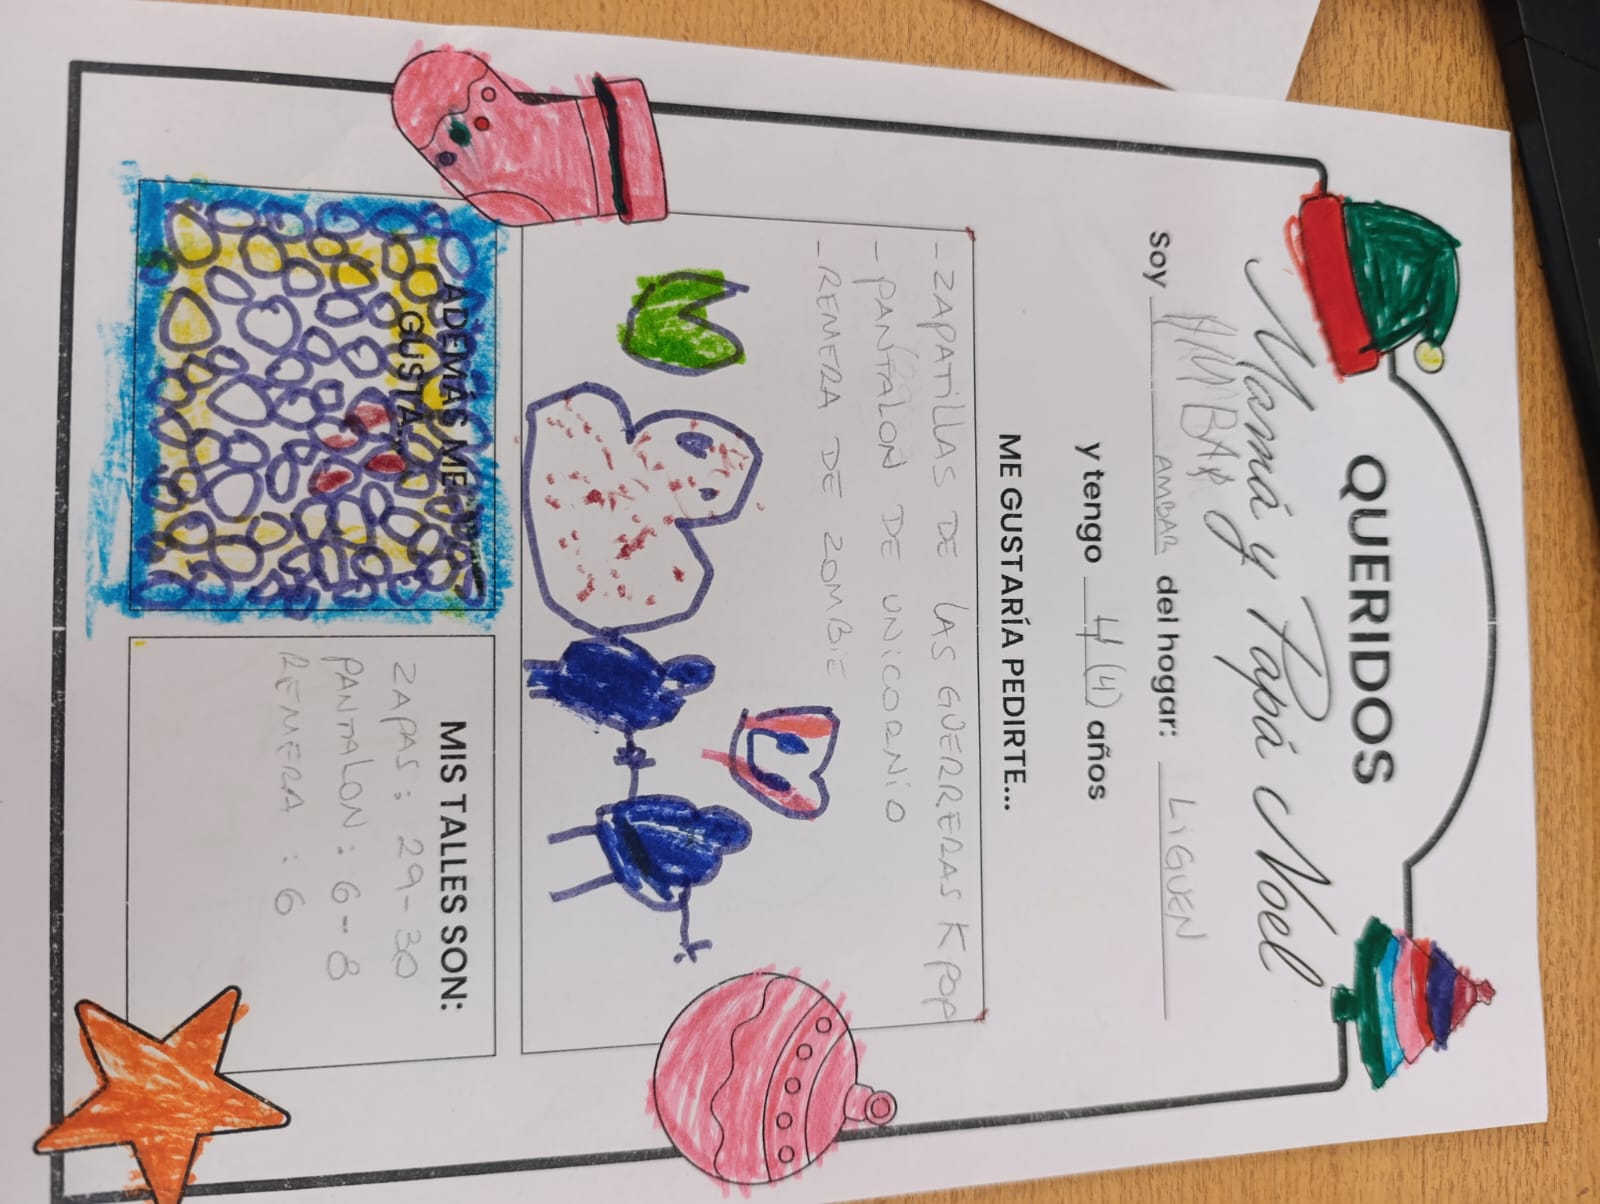 QUERIDOS
Mamá y Papá Noel
AMBAR
Soy AMBAR del hogar: LIGUEN
y tengo 4 (4) años
ME GUSTARÍA PEDIRTE...
- ZAPATILLAS DE LAS GUERRERAS K pop
- PANTALON DE UNICORNIO
- REMERA DE ZOMBIE
ADEMÁS ME
GUSTA...
MIS TALLES SON:
ZAPAS : 29-30
PANTALON : 6-8
REMERA : 6